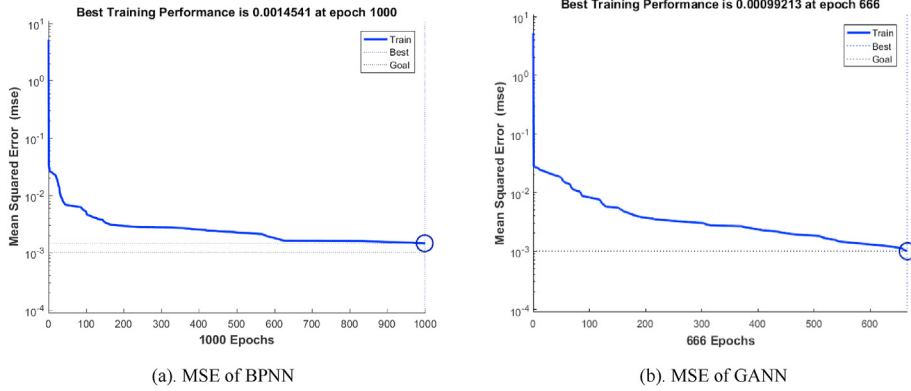 Best Training Performance is 0.0014541 at epoch 1000
Mean Squared Error (mse)
10^1
10^0
10^-1
10^-2
10^-3
10^-4
Train
Best
Goal
0 100 200 300 400 500 600 700 800 900 1000
1000 Epochs
(a). MSE of BPNN
Best Training Performance is 0.00099213 at epoch 666
Mean Squared Error (mse)
10^1
10^0
10^-1
10^-2
10^-3
10^-4
Train
Best
Goal
0 100 200 300 400 500 600
666 Epochs
(b). MSE of GANN